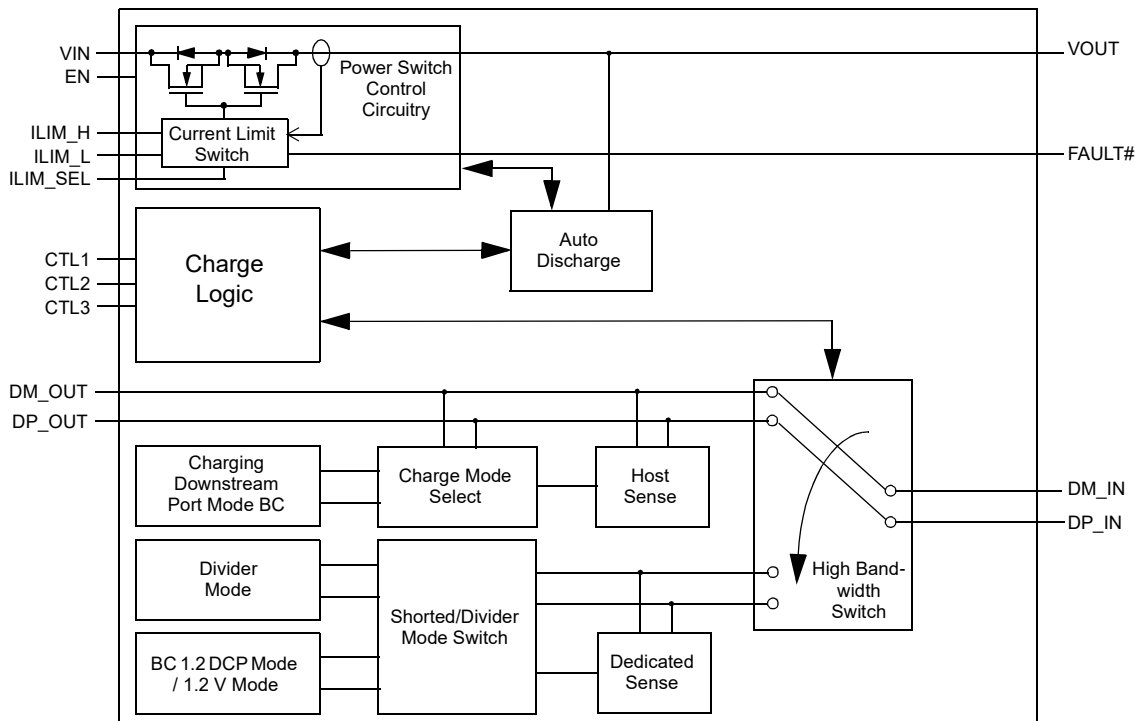 VIN
EN
ILIM_H
ILIM_L
ILIM_SEL
Power Switch
Control
Circuitry
Current Limit
Switch
VOUT
FAULT#
CTL1
CTL2
CTL3
Charge
Logic
Auto
Discharge
DM_OUT
DP_OUT
Charging
Downstream
Port Mode BC
Charge Mode
Select
Host
Sense
DM_IN
DP_IN
High Band-
width
Switch
Divider
Mode
Shorted/Divider
Mode Switch
BC 1.2 DCP Mode
/ 1.2 V Mode
Dedicated
Sense